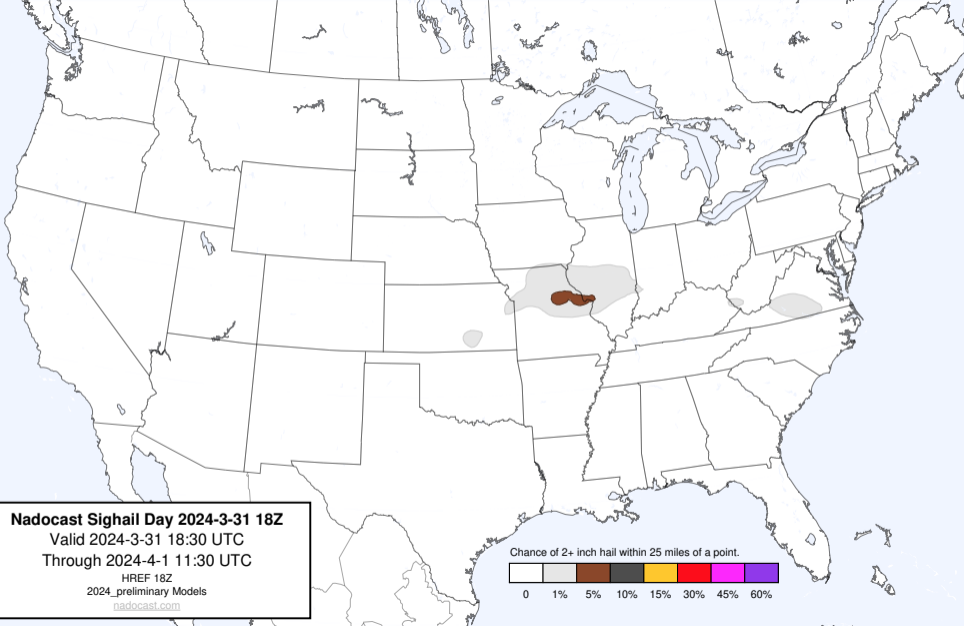 Nadocast Sighail Day 2024-3-31 18Z
Valid 2024-3-31 18:30 UTC
Through 2024-4-1 11:30 UTC
HREF 18Z
2024_preliminary Models
nadocast.com
Chance of 2+ inch hail within 25 miles of a point.
0 1% 5% 10% 15% 30% 45% 60%